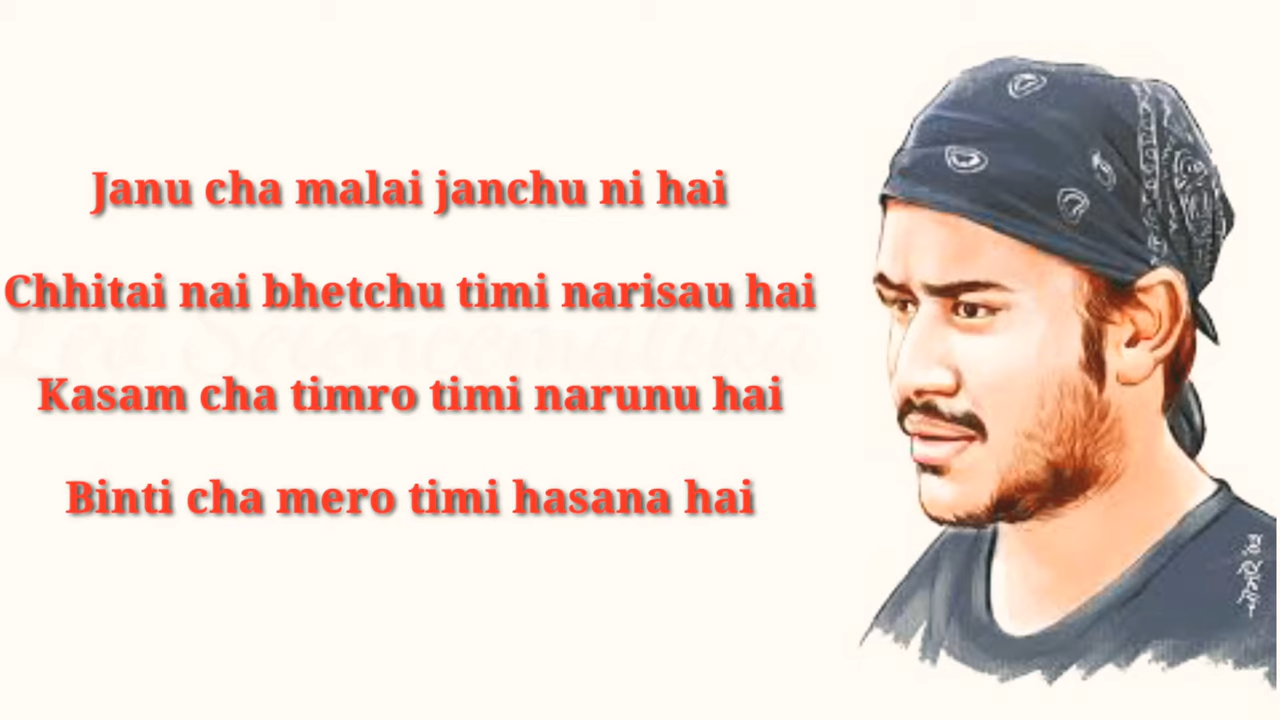 Janu cha malai janchu ni hai
Chhitai nai bhetchu timi narisau hai
Kasam cha timro timi narunu hai
Binti cha mero timi hasana hai